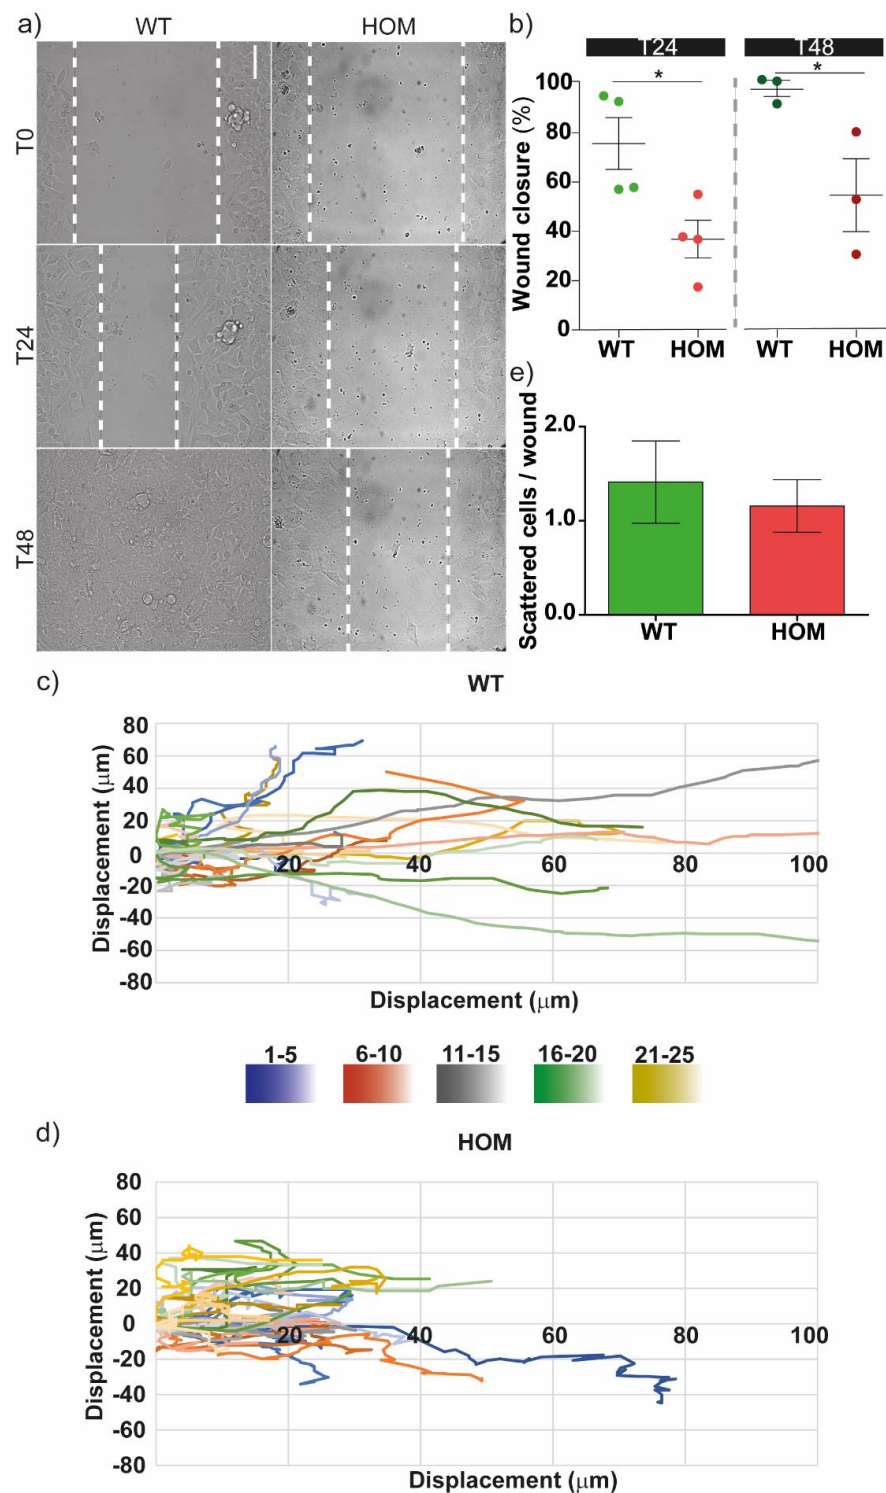 a)
WT
HOM
T0
T24
T48
b)
T24
T48
*
*
Wound closure (%)
100
80
60
40
20
0
WT
HOM
WT
HOM
e)
Scattered cells / wound
2.0
1.0
0.0
WT
HOM
c)
WT
Displacement (μm)
80
60
40
20
0
-20
-40
-60
-80
20
40
60
80
100
Displacement (μm)
1-5
6-10
11-15
16-20
21-25
d)
HOM
Displacement (μm)
80
60
40
20
0
-20
-40
-60
-80
20
40
60
80
100
Displacement (μm)